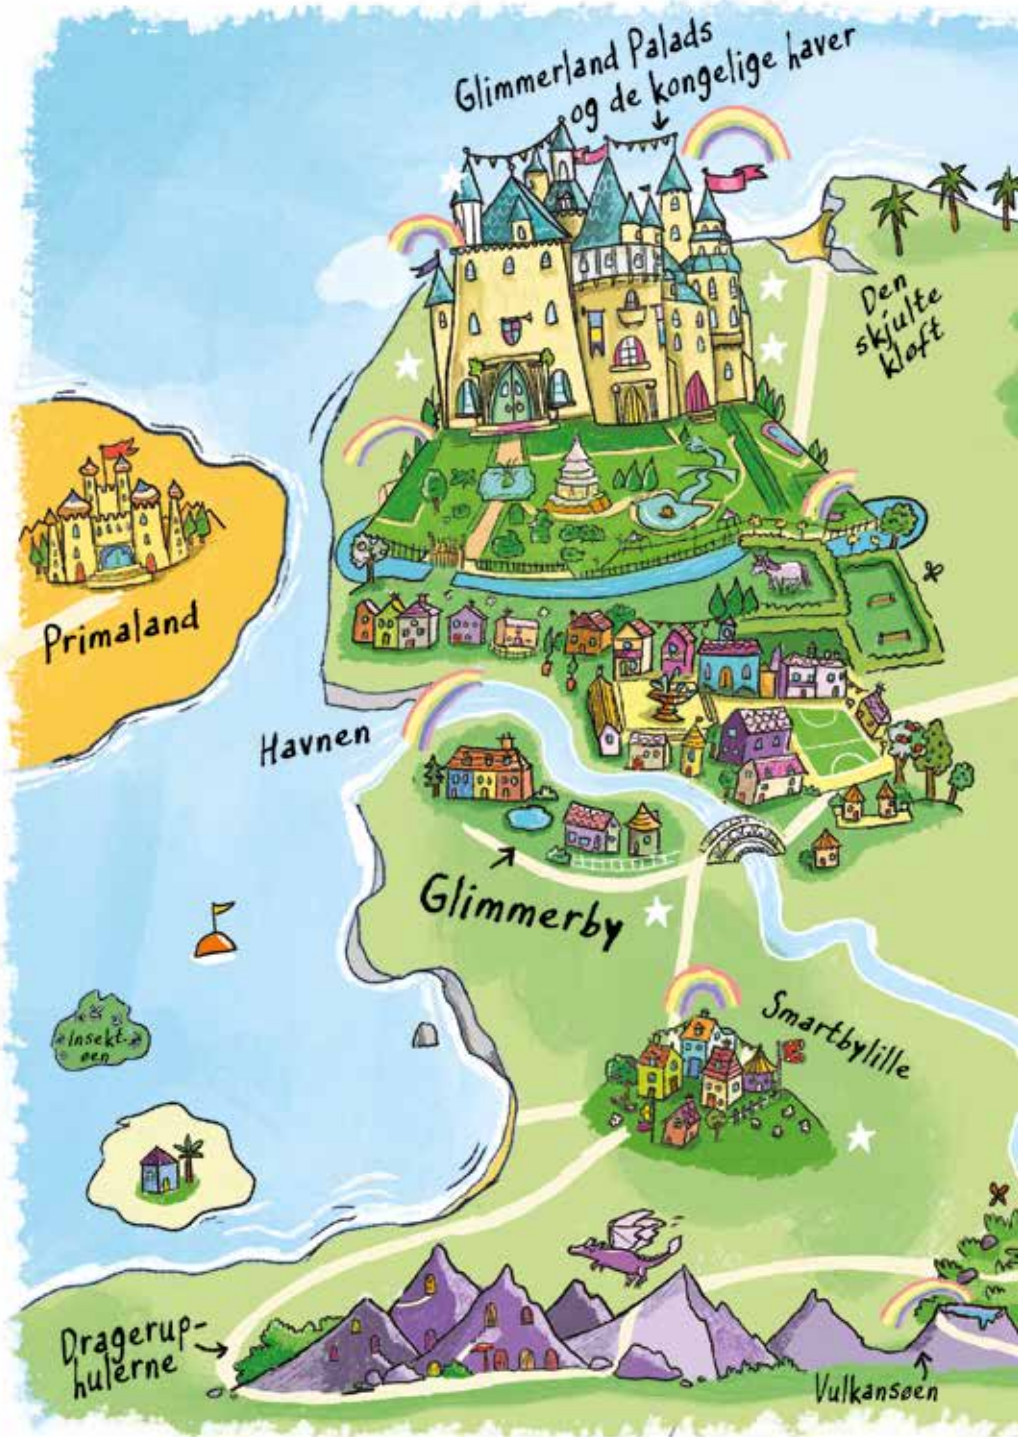 Glimmerland Palads
og de kongelige haver
Den
skjulte
kløft
Primaland
Havnen
Glimmerby
Smartbylille
Insekt-
øen
Dragerup-
hulerne
Vulkansøen